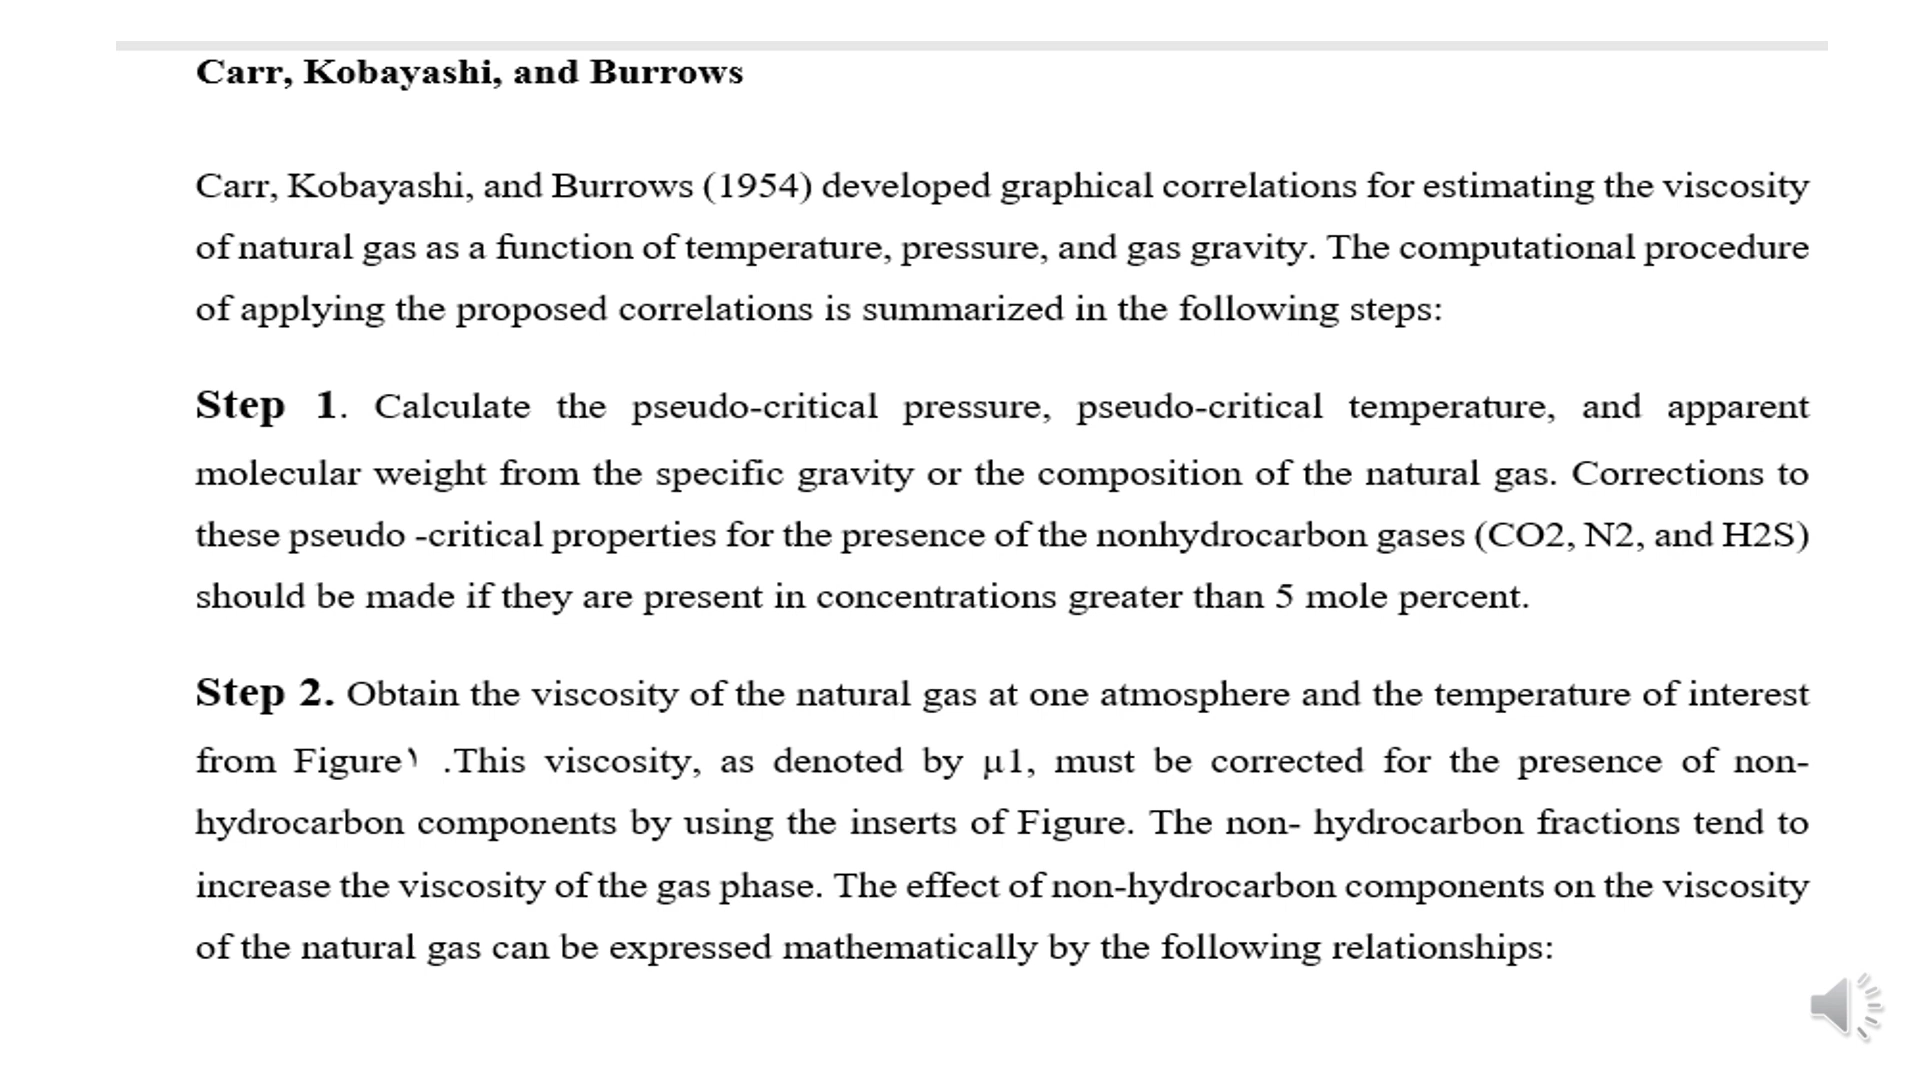 Carr, Kobayashi, and Burrows
Carr, Kobayashi, and Burrows (1954) developed graphical correlations for estimating the viscosity
of natural gas as a function of temperature, pressure, and gas gravity. The computational procedure
of applying the proposed correlations is summarized in the following steps:
Step 1. Calculate the pseudo-critical pressure, pseudo-critical temperature, and apparent
molecular weight from the specific gravity or the composition of the natural gas. Corrections to
these pseudo -critical properties for the presence of the nonhydrocarbon gases (CO2, N2, and H2S)
should be made if they are present in concentrations greater than 5 mole percent.
Step 2. Obtain the viscosity of the natural gas at one atmosphere and the temperature of interest
from Figure١ .This viscosity, as denoted by µ1, must be corrected for the presence of non-
hydrocarbon components by using the inserts of Figure. The non- hydrocarbon fractions tend to
increase the viscosity of the gas phase. The effect of non-hydrocarbon components on the viscosity
of the natural gas can be expressed mathematically by the following relationships: